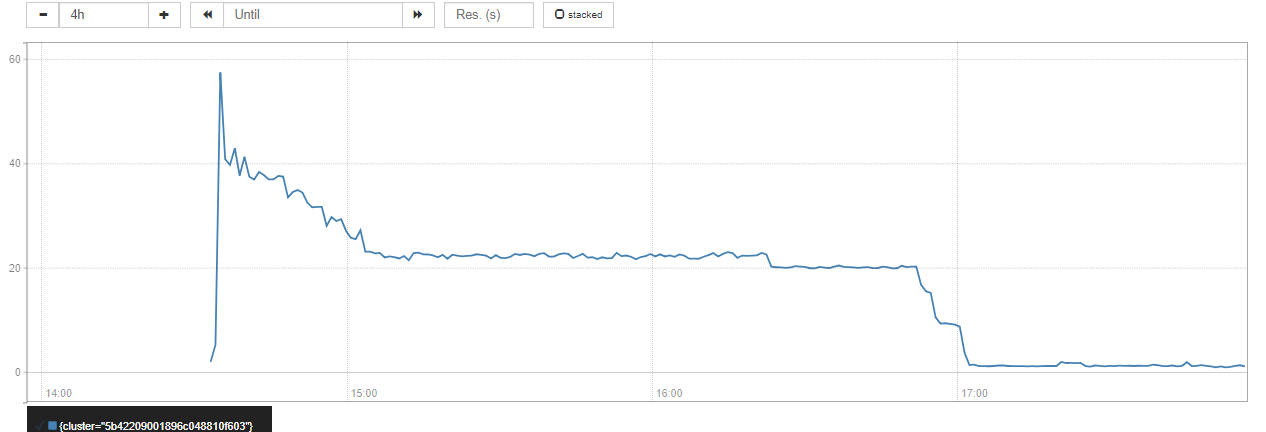 4h Until Res. (s) stacked
60
40
20
0
14:00 15:00 16:00 17:00
{cluster="5b42209001896c048810f603"}